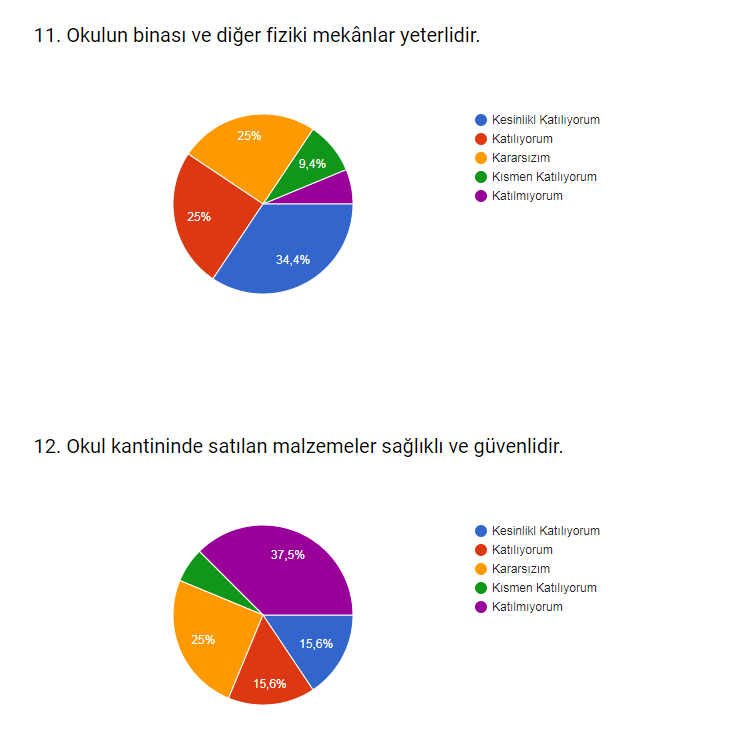 11. Okulun binası ve diğer fiziki mekânlar yeterlidir.
25%
9,4%
25%
34,4%
Kesinlikl Katılıyorum
Katılıyorum
Kararsızım
Kısmen Katılıyorum
Katılmıyorum
12. Okul kantininde satılan malzemeler sağlıklı ve güvenlidir.
37,5%
25%
15,6%
15,6%
Kesinlikl Katılıyorum
Katılıyorum
Kararsızım
Kısmen Katılıyorum
Katılmıyorum